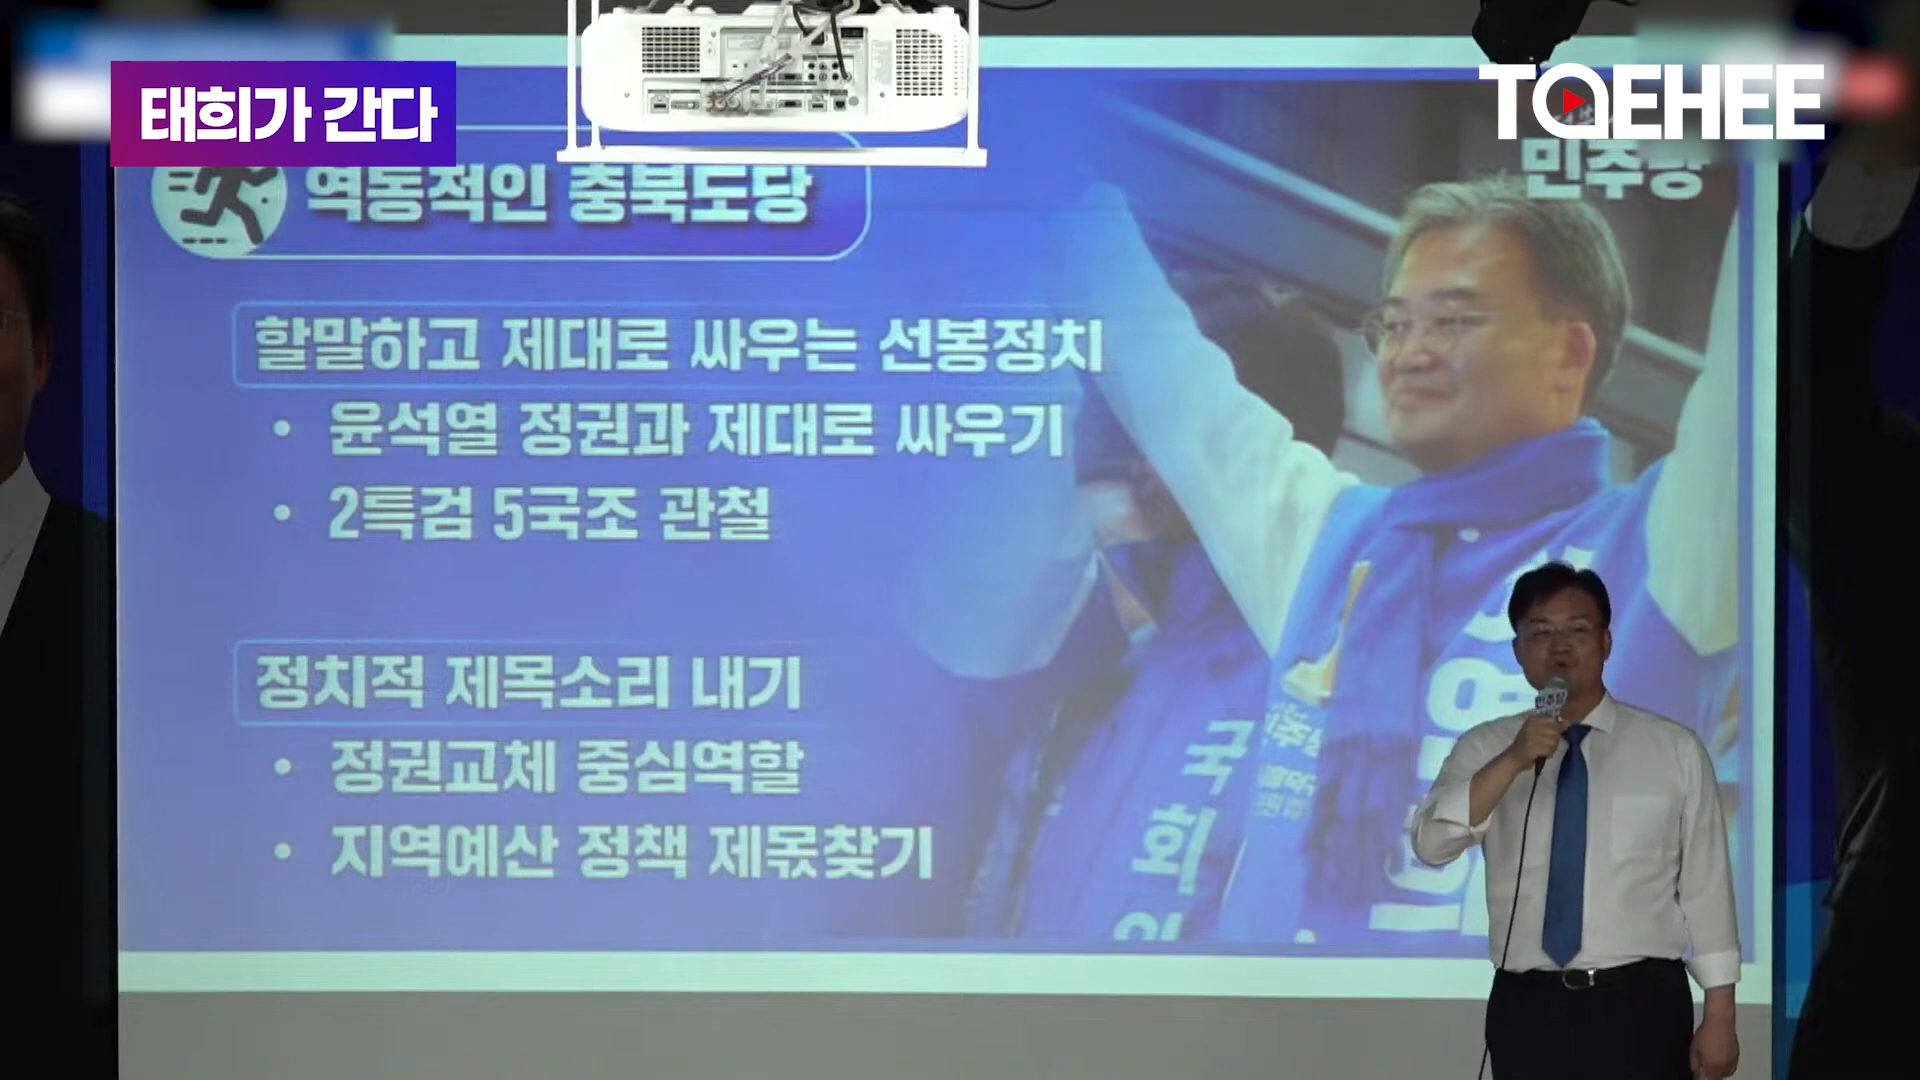 태희가 간다
TAEHEE
민주당
역동적인 충북도당
할말하고 제대로 싸우는 선봉정치
• 윤석열 정권과 제대로 싸우기
• 2특검 5국조 관철
정치적 제목소리 내기
• 정권교체 중심역할
• 지역예산 정책 제몫찾기
국회